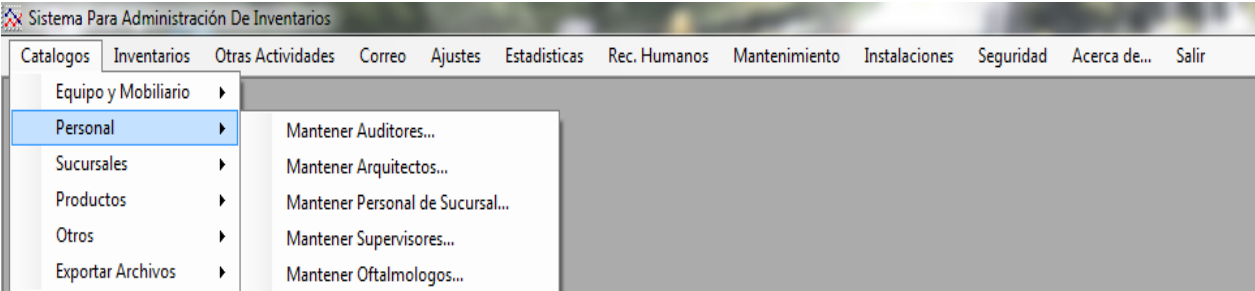 Sistema Para Administración De Inventarios
Catalogos Inventarios Otras Actividades Correo Ajustes Estadisticas Rec. Humanos Mantenimiento Instalaciones Seguridad Acerca de... Salir
Equipo y Mobiliario
Personal
Mantener Auditores...
Sucursales
Mantener Arquitectos...
Productos
Mantener Personal de Sucursal...
Otros
Mantener Supervisores...
Exportar Archivos
Mantener Oftalmologos...